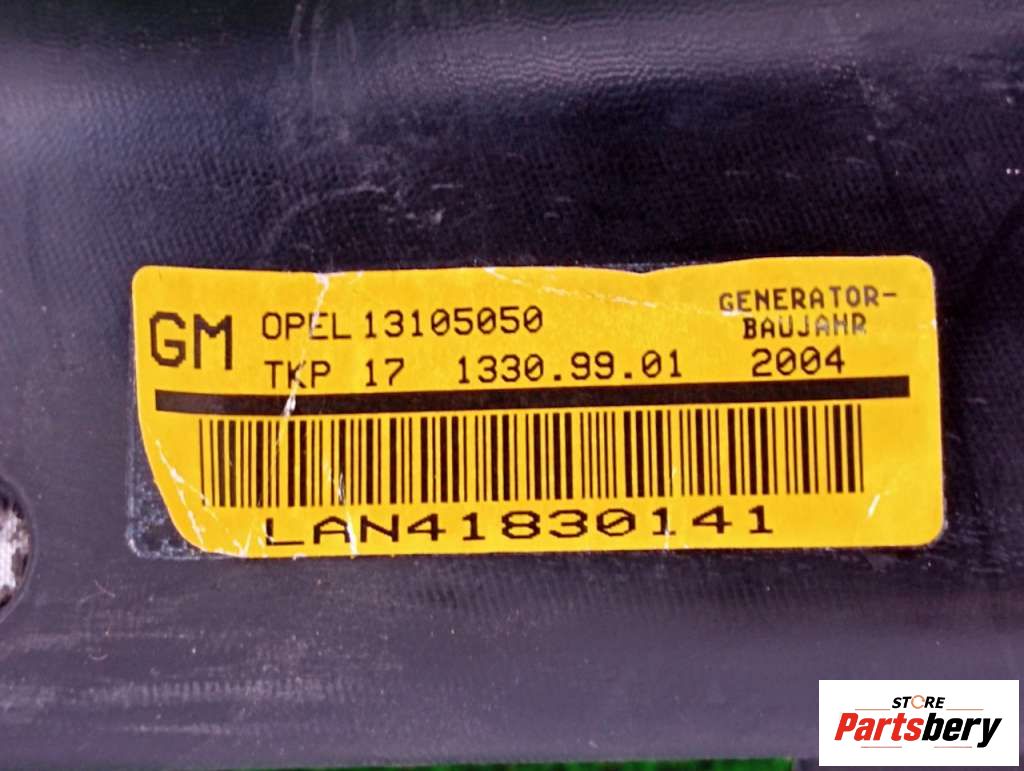 GM OPEL 13105050 GENERATOR-
BAUJAHR
TKP 17 1330.99.01 2004
LAN41830141
STORE
Partsbery